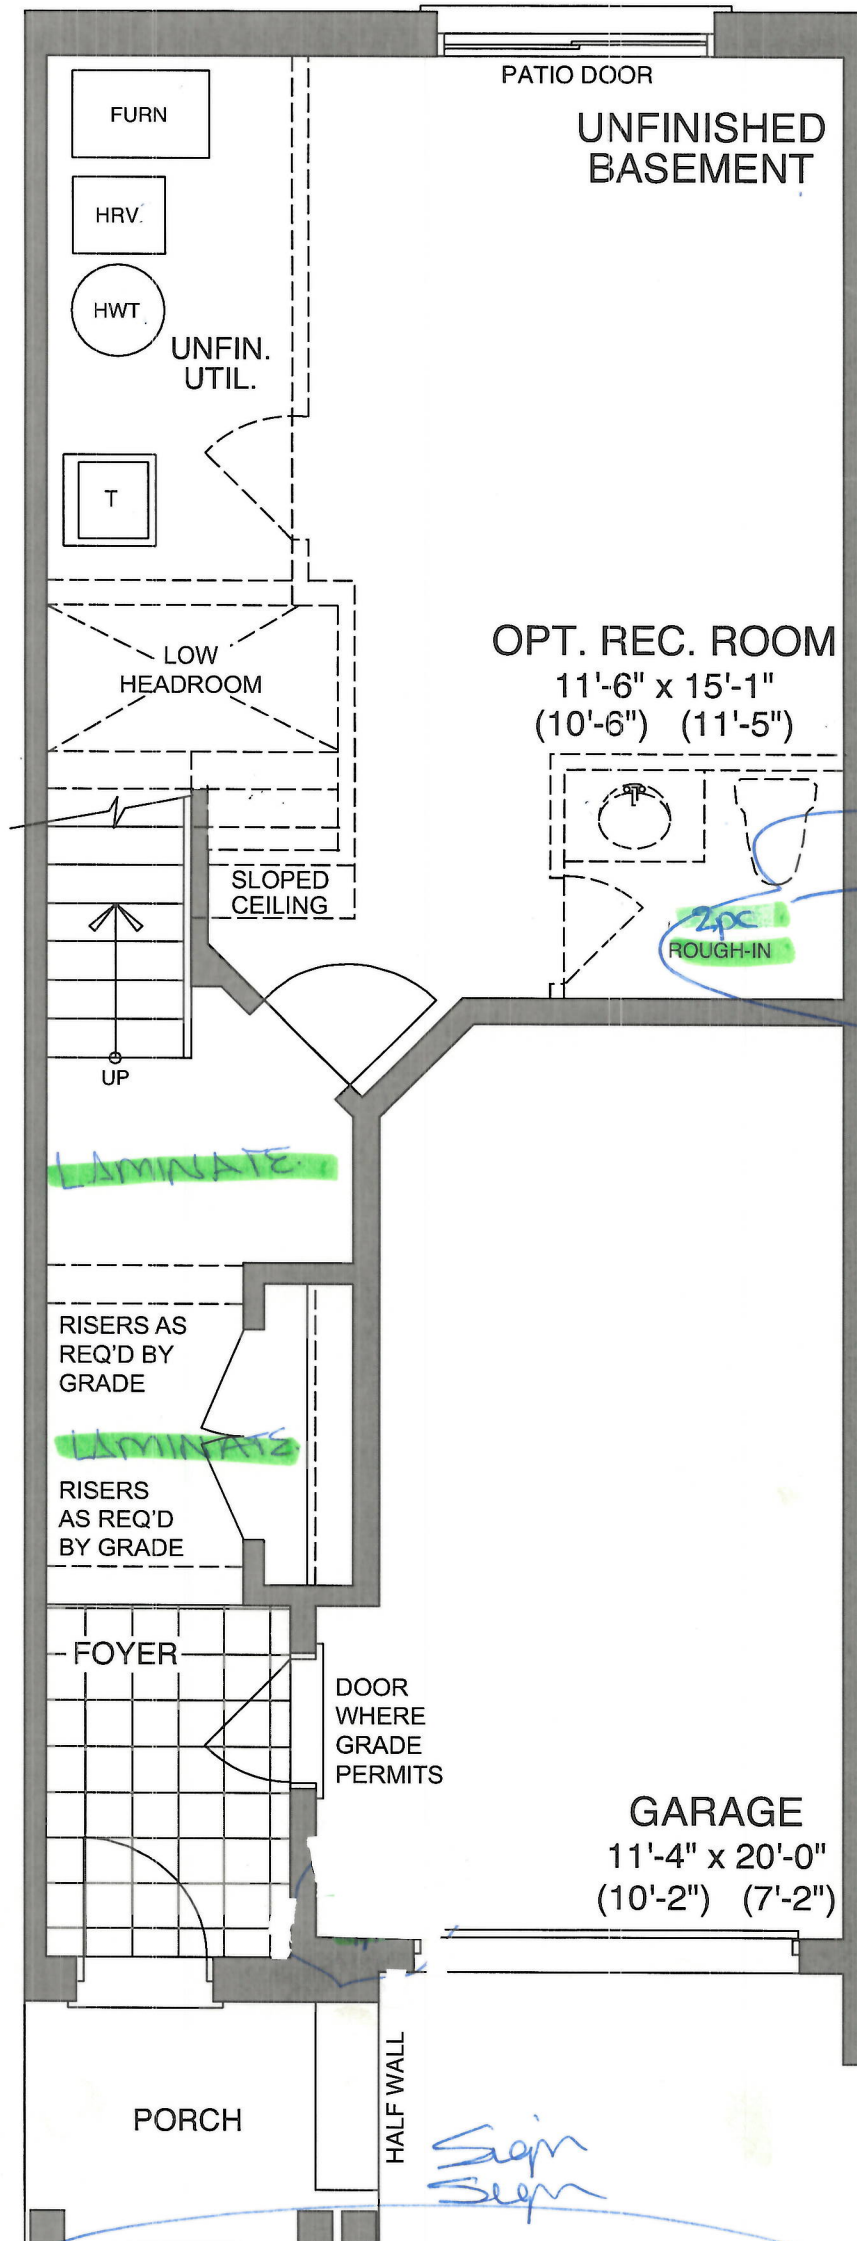 PATIO DOOR
UNFINISHED
BASEMENT
FURN
HRV.
HWT.
UNFIN.
UTIL.
T
LOW
HEADROOM
OPT. REC. ROOM
11'-6" x 15'-1"
(10'-6") (11'-5")
SLOPED
CEILING
2pc
ROUGH-IN
UP
LAMINATE.
RISERS AS
REQ'D BY
GRADE
LAMINATE
RISERS
AS REQ'D
BY GRADE
FOYER
DOOR
WHERE
GRADE
PERMITS
GARAGE
11'-4" x 20'-0"
(10'-2") (7'-2")
HALF WALL
PORCH
Sign
Sign